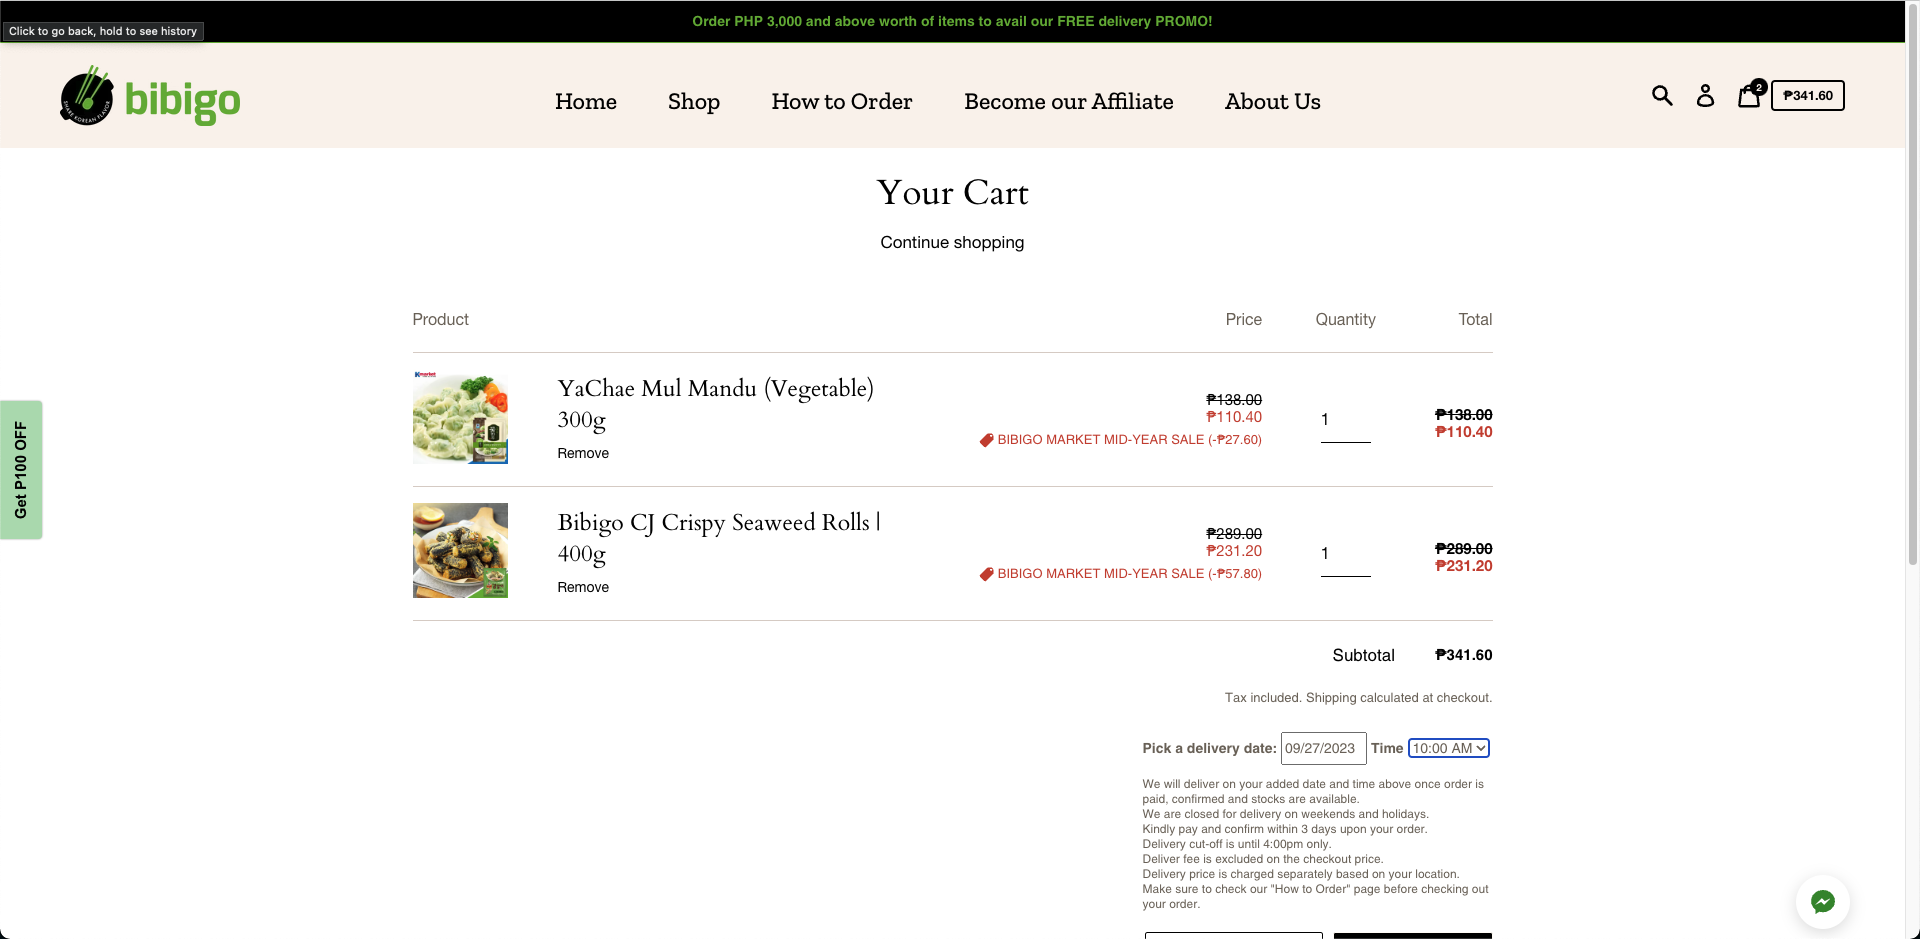 Order PHP 3,000 and above worth of items to avail our FREE delivery PROMO!
Click to go back, hold to see history
bibigo
Home
Shop
How to Order
Become our Affiliate
About Us
2
₱341.60
Your Cart
Continue shopping
Product
Price
Quantity
Total
Get P100 OFF
Kmarket
YaChae Mul Mandu (Vegetable)
300g
Remove
₱138.00
₱110.40
BIBIGO MARKET MID-YEAR SALE (-₱27.60)
1
₱138.00
₱110.40
Bibigo CJ Crispy Seaweed Rolls |
400g
Remove
₱289.00
₱231.20
BIBIGO MARKET MID-YEAR SALE (-₱57.80)
1
₱289.00
₱231.20
Subtotal
₱341.60
Tax included. Shipping calculated at checkout.
Pick a delivery date: 09/27/2023 Time 10:00 AM
We will deliver on your added date and time above once order is
paid, confirmed and stocks are available.
We are closed for delivery on weekends and holidays.
Kindly pay and confirm within 3 days upon your order.
Delivery cut-off is until 4:00pm only.
Deliver fee is excluded on the checkout price.
Delivery price is charged separately based on your location.
Make sure to check our "How to Order" page before checking out
your order.